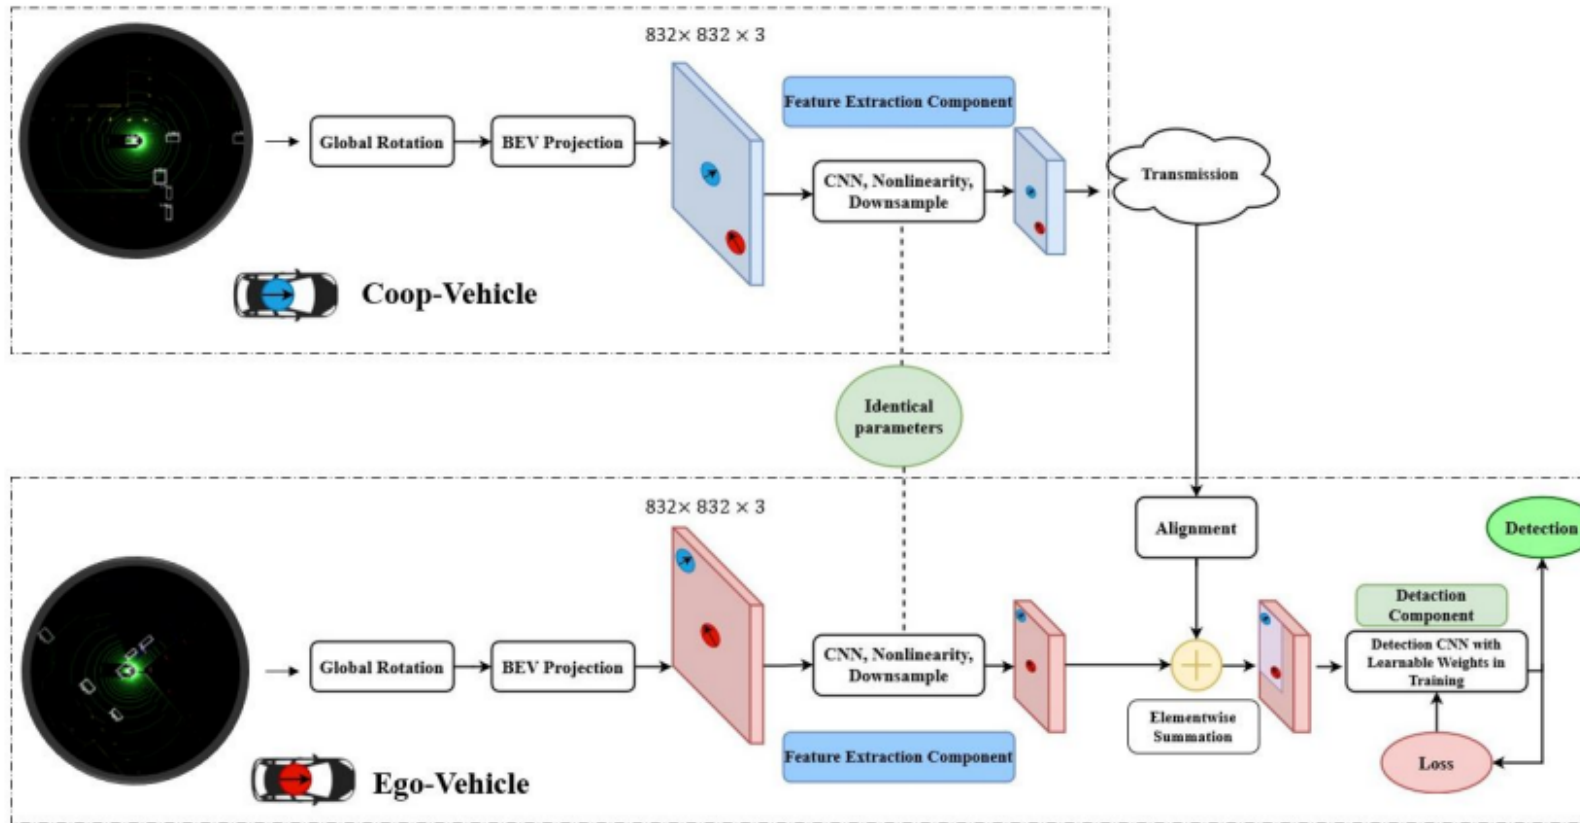 832× 832 × 3
Feature Extraction Component
Global Rotation
BEV Projection
CNN, Nonlinearity,
Downsample
Transmission
Coop-Vehicle
Identical
parameters
832× 832 × 3
Alignment
Detection
Detaction
Component
Global Rotation
BEV Projection
CNN, Nonlinearity,
Downsample
Detection CNN with
Learnable Weights in
Training
Elementwise
Summation
Feature Extraction Component
Loss
Ego-Vehicle